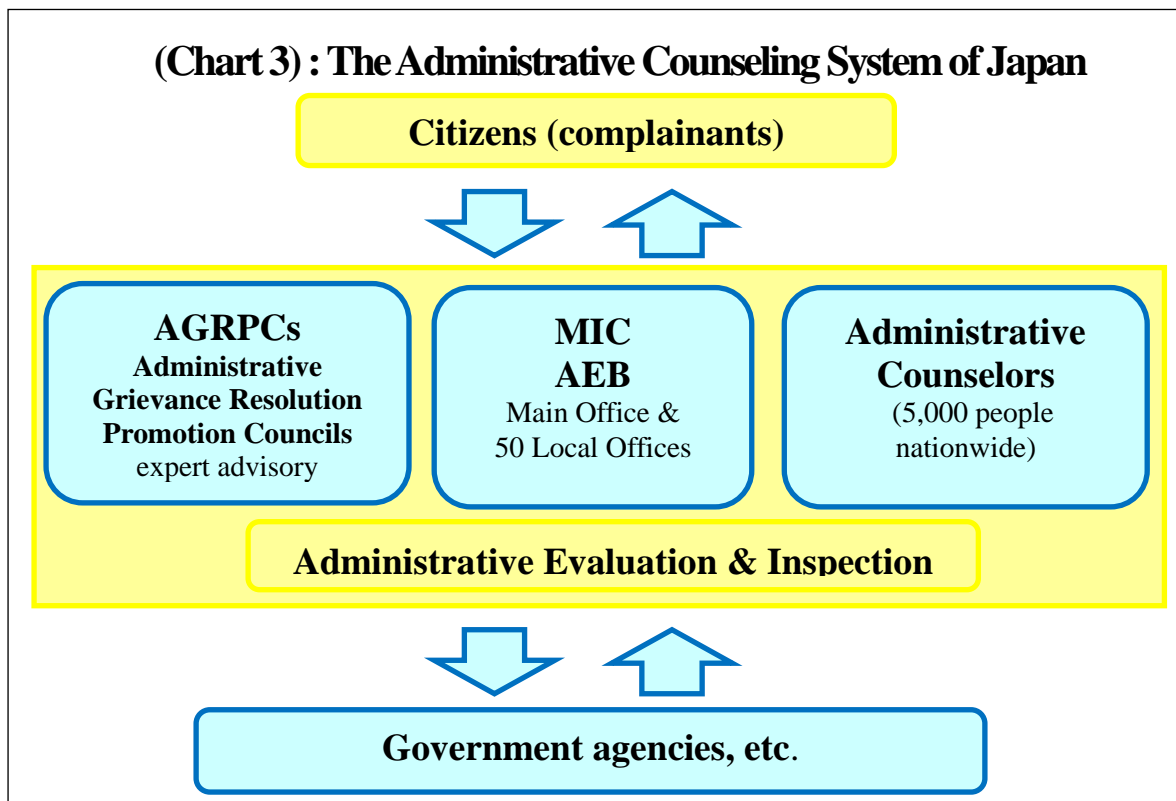 (Chart 3) : The Administrative Counseling System of Japan
Citizens (complainants)
AGRPCs
Administrative
Grievance Resolution
Promotion Councils
expert advisory
MIC
AEB
Main Office &
50 Local Offices
Administrative
Counselors
(5,000 people
nationwide)
Administrative Evaluation & Inspection
Government agencies, etc.